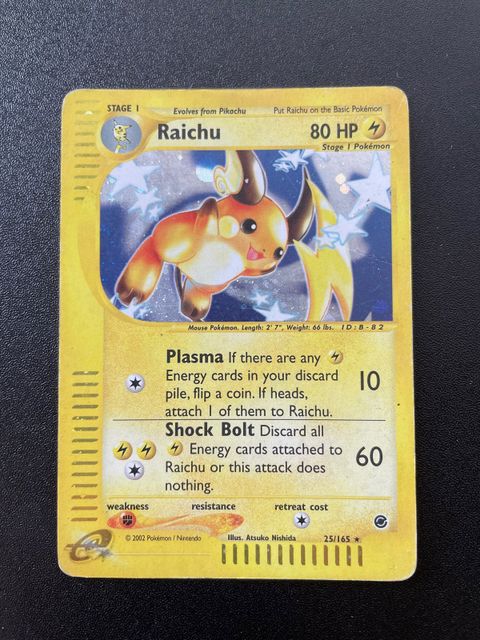 STAGE 1 Evolves from Pikachu Put Raichu on the Basic Pokémon
Raichu 80 HP
Stage 1 Pokémon
Mouse Pokémon. Length: 2' 7", Weight: 66 lbs. ID:B-82
Plasma If there are any
Energy cards in your discard
pile, flip a coin. If heads,
attach 1 of them to Raichu.
10
Shock Bolt Discard all
Energy cards attached to
Raichu or this attack does
nothing.
60
weakness resistance retreat cost
e
Illus. Atsuko Nishida
© 2002 Pokémon / Nintendo 25/165 ★